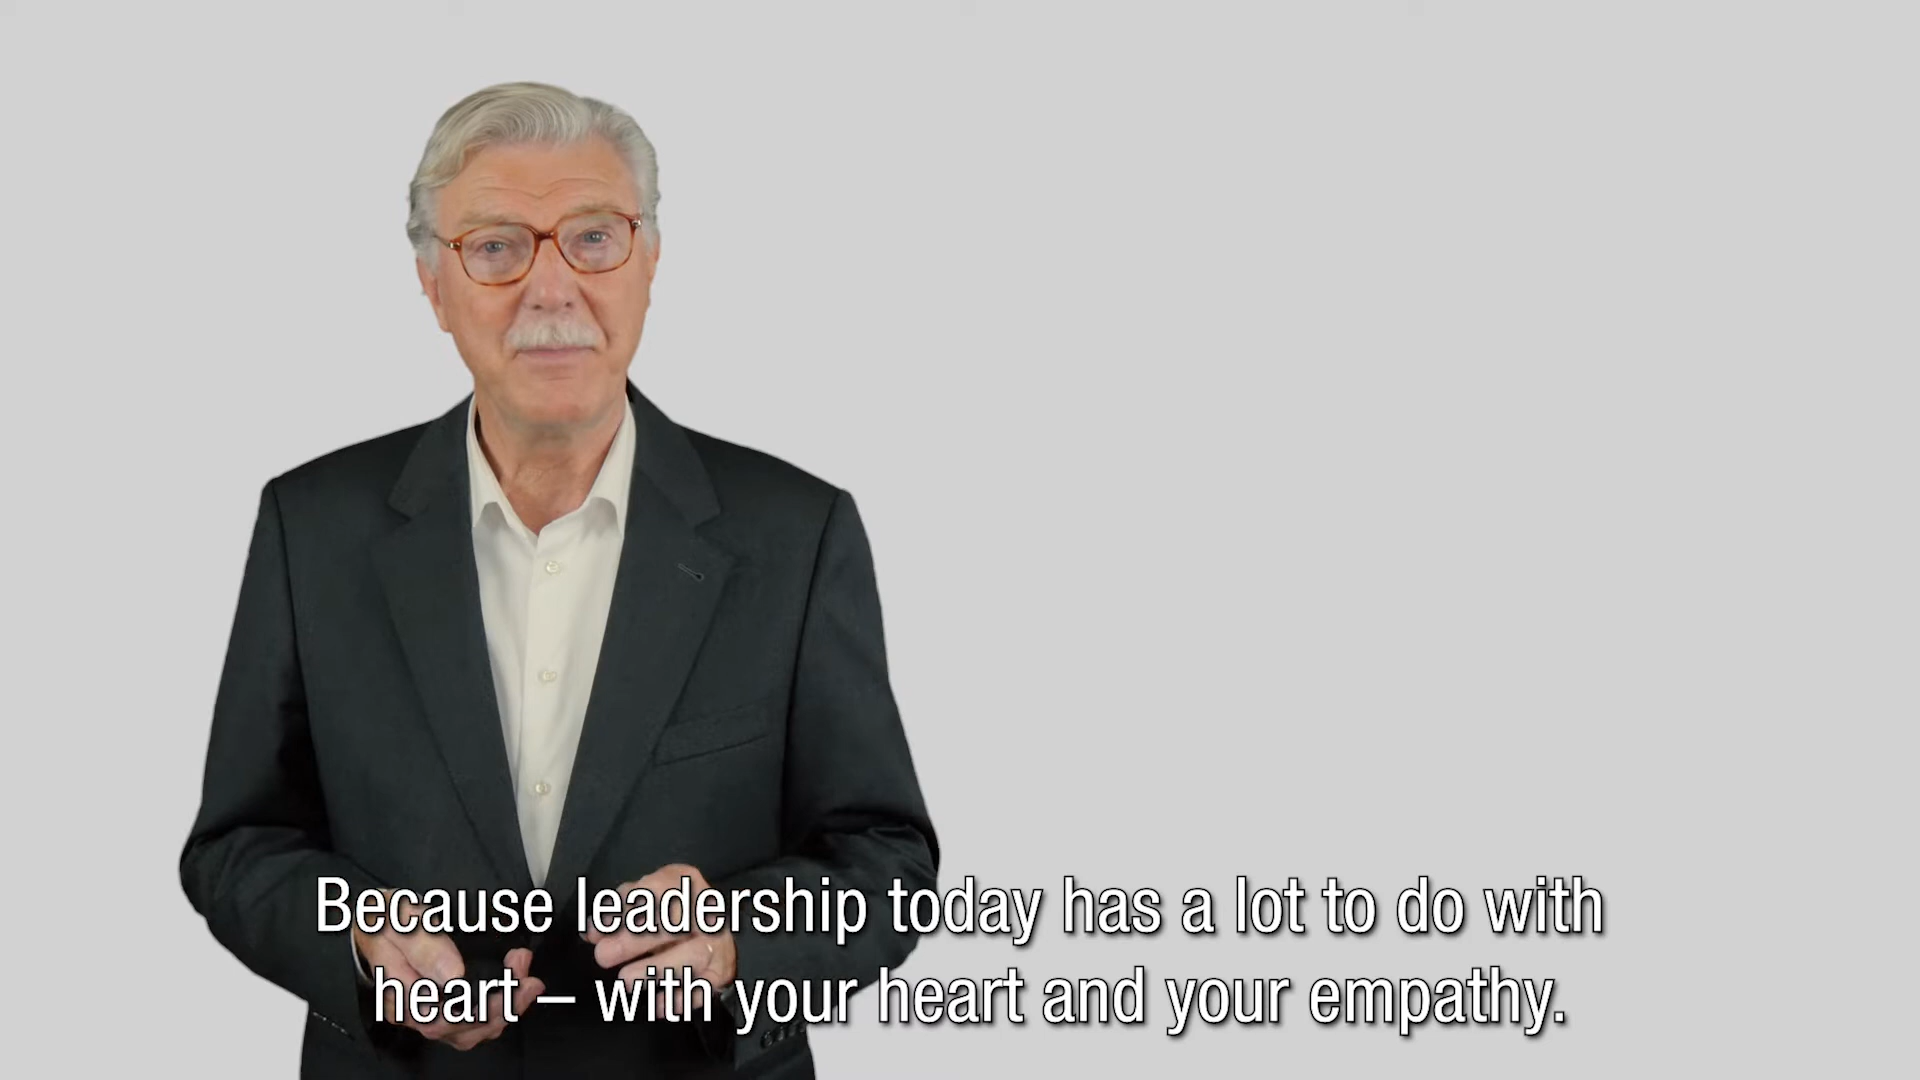 Because leadership today has a lot to do with
heart – with your heart and your empathy.